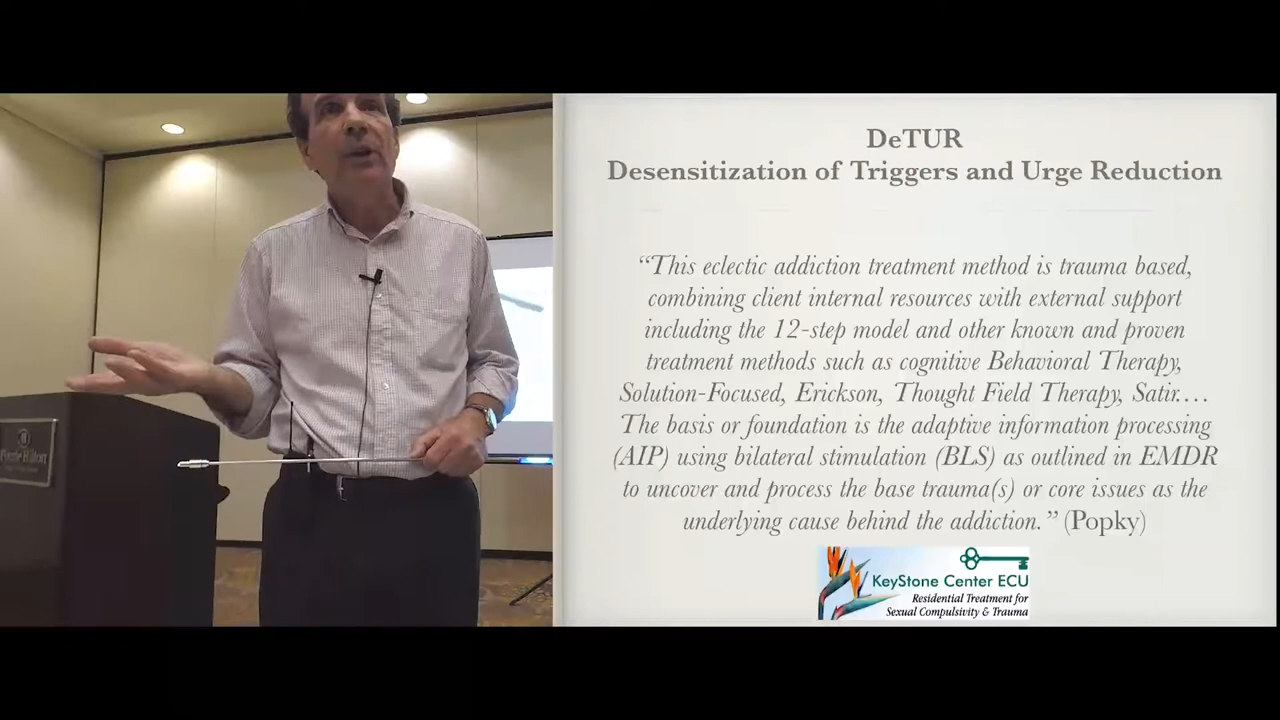 DeTUR
Desensitization of Triggers and Urge Reduction
“This eclectic addiction treatment method is trauma based,
combining client internal resources with external support
including the 12-step model and other known and proven
treatment methods such as cognitive Behavioral Therapy,
Solution-Focused, Erickson, Thought Field Therapy, Satir….
The basis or foundation is the adaptive information processing
(AIP) using bilateral stimulation (BLS) as outlined in EMDR
to uncover and process the base trauma(s) or core issues as the
underlying cause behind the addiction.” (Popky)
KeyStone Center ECU
Residential Treatment for
Sexual Compulsivity & Trauma
Hilton